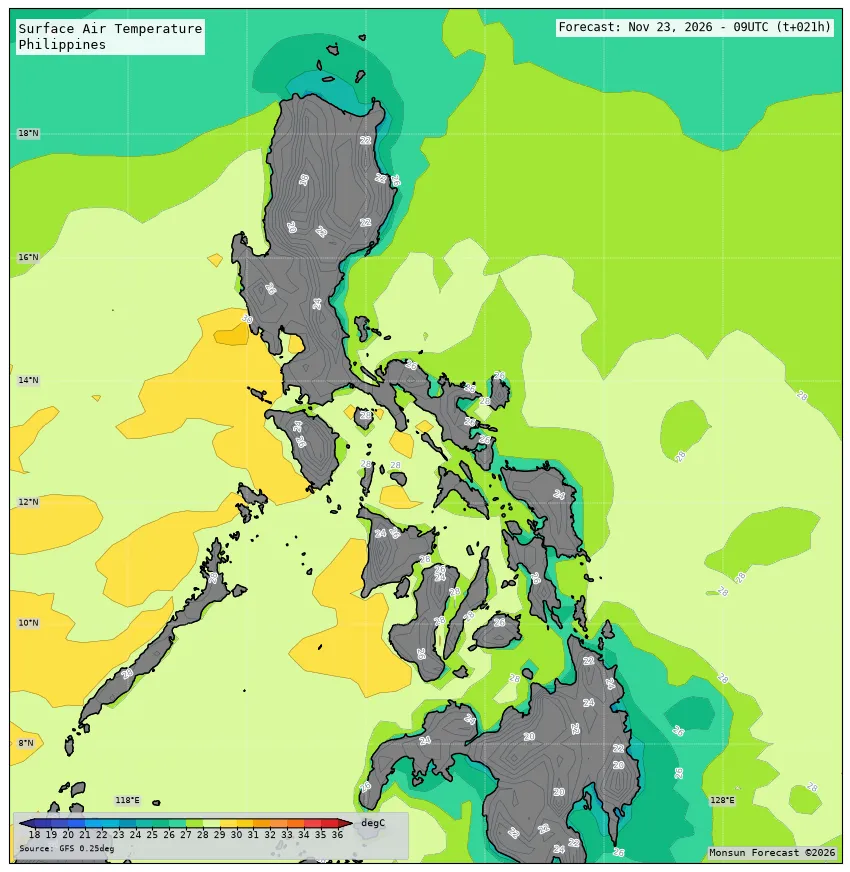 Surface Air Temperature
Philippines
Forecast: Nov 23, 2026 - 09UTC (t+021h)
18°N
16°N
14°N
12°N
10°N
8°N
118°E
128°E
degC
18 19 20 21 22 23 24 25 26 27 28 29 30 31 32 33 34 35 36
Source: GFS 0.25deg
Monsun Forecast ©2026